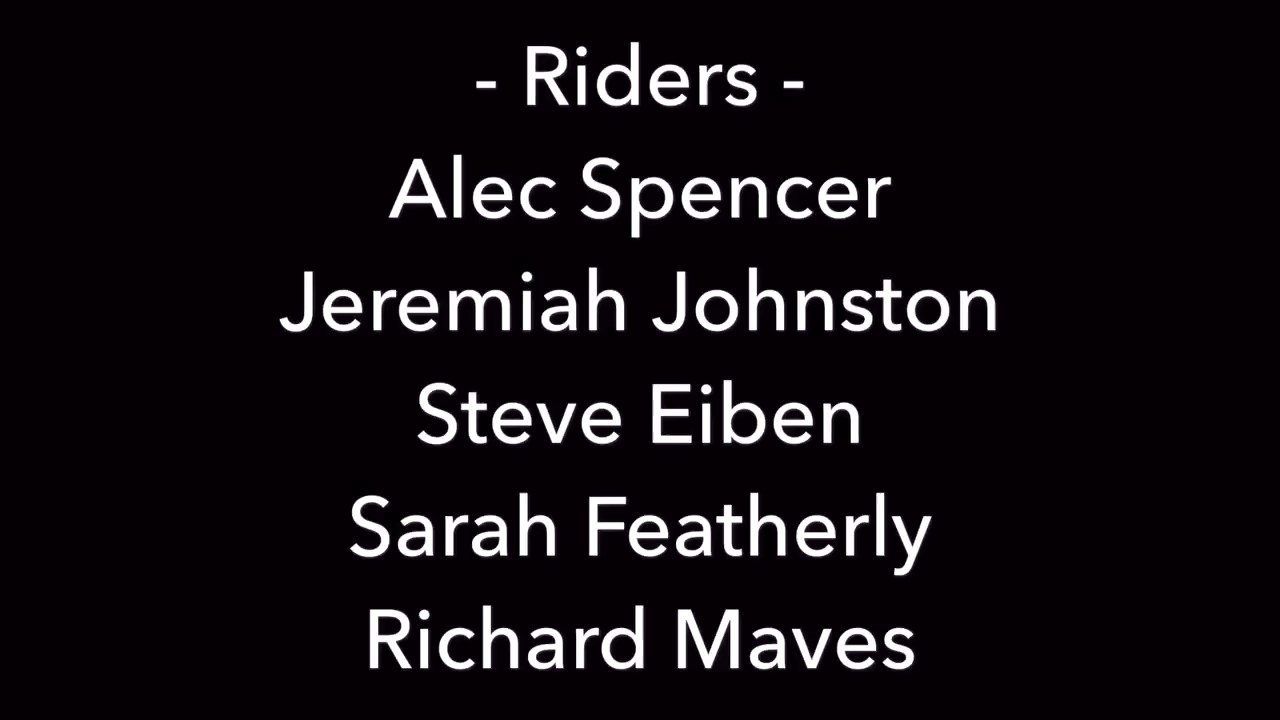 - Riders -
Alec Spencer
Jeremiah Johnston
Steve Eiben
Sarah Featherly
Richard Maves